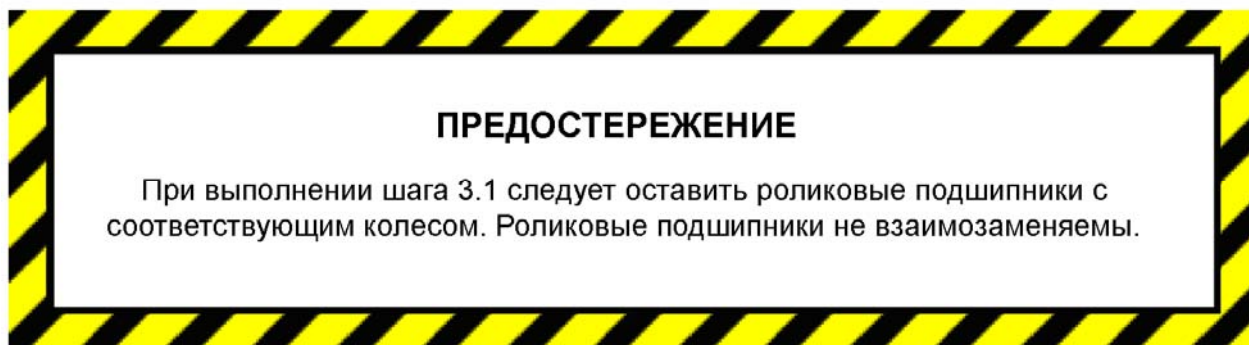 ПРЕДОСТЕРЕЖЕНИЕ
При выполнении шага 3.1 следует оставить роликовые подшипники с
соответствующим колесом. Роликовые подшипники не взаимозаменяемы.